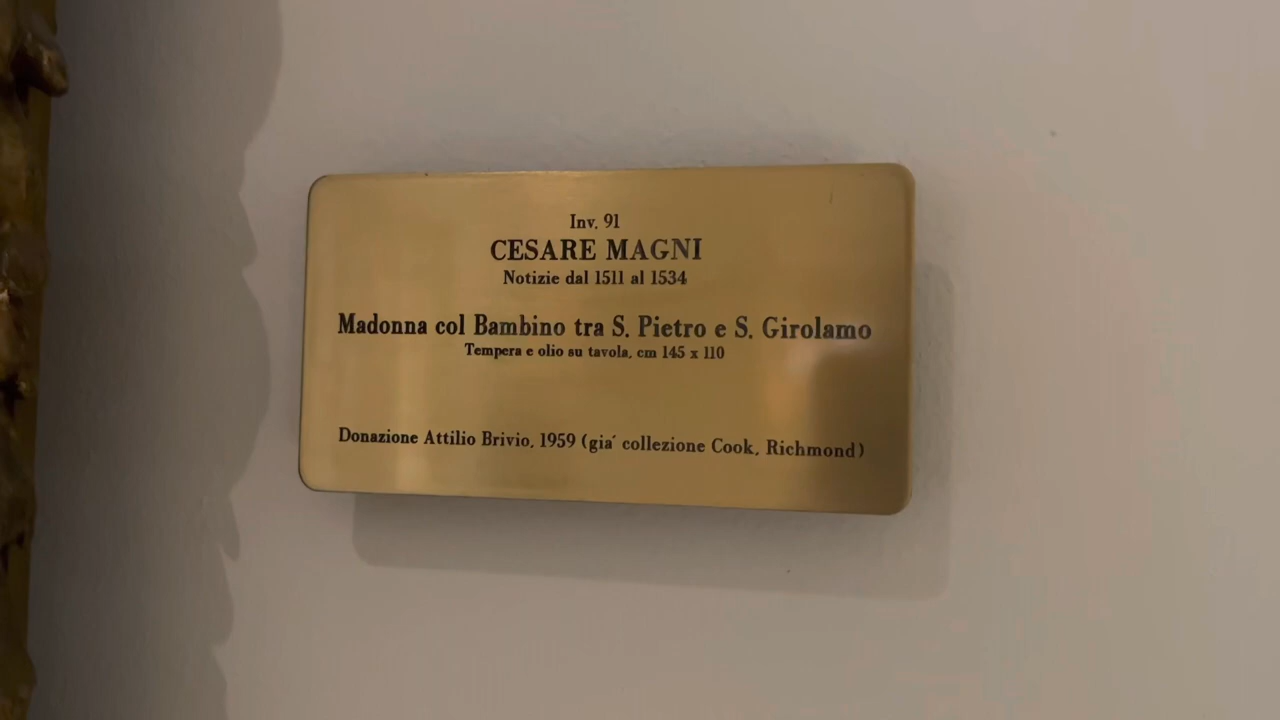 Inv. 91
CESARE MAGNI
Notizie dal 1511 al 1534
Madonna col Bambino tra S. Pietro e S. Girolamo
Tempera e olio su tavola, cm 145 x 110
Donazione Attilio Brivio, 1959 (gia´ collezione Cook, Richmond)